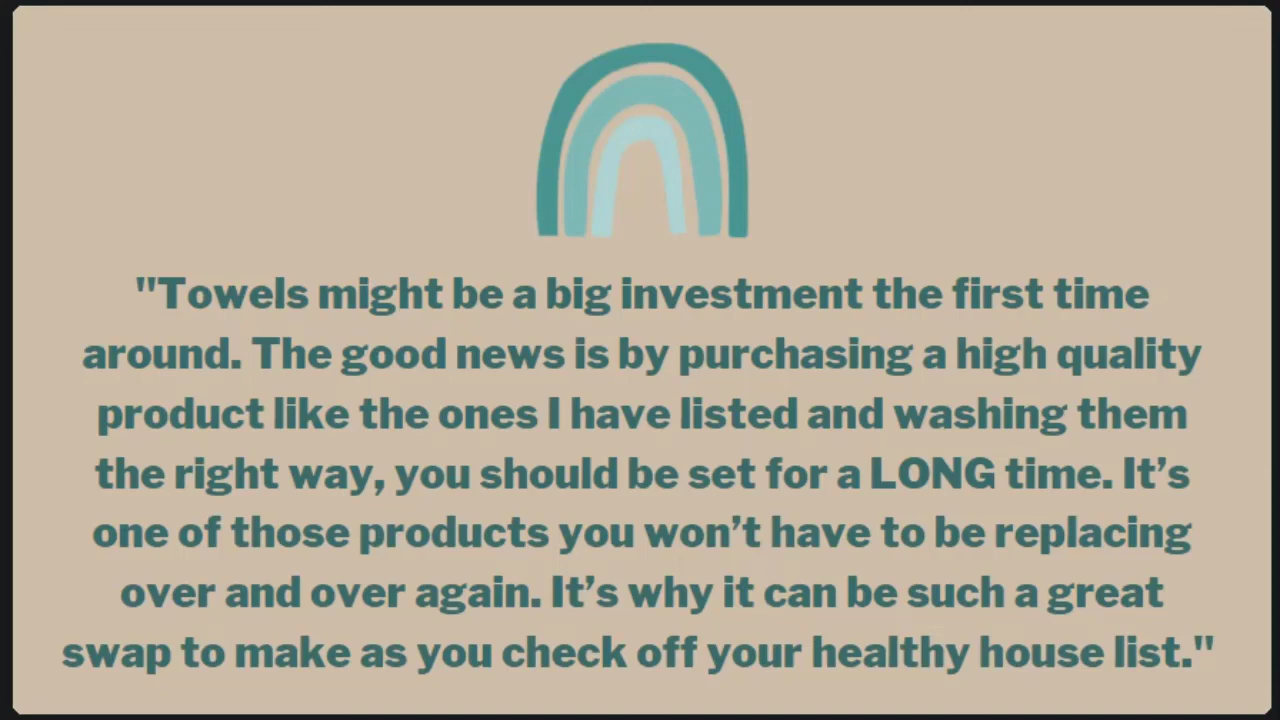 "Towels might be a big investment the first time
around. The good news is by purchasing a high quality
product like the ones I have listed and washing them
the right way, you should be set for a LONG time. It’s
one of those products you won’t have to be replacing
over and over again. It’s why it can be such a great
swap to make as you check off your healthy house list."